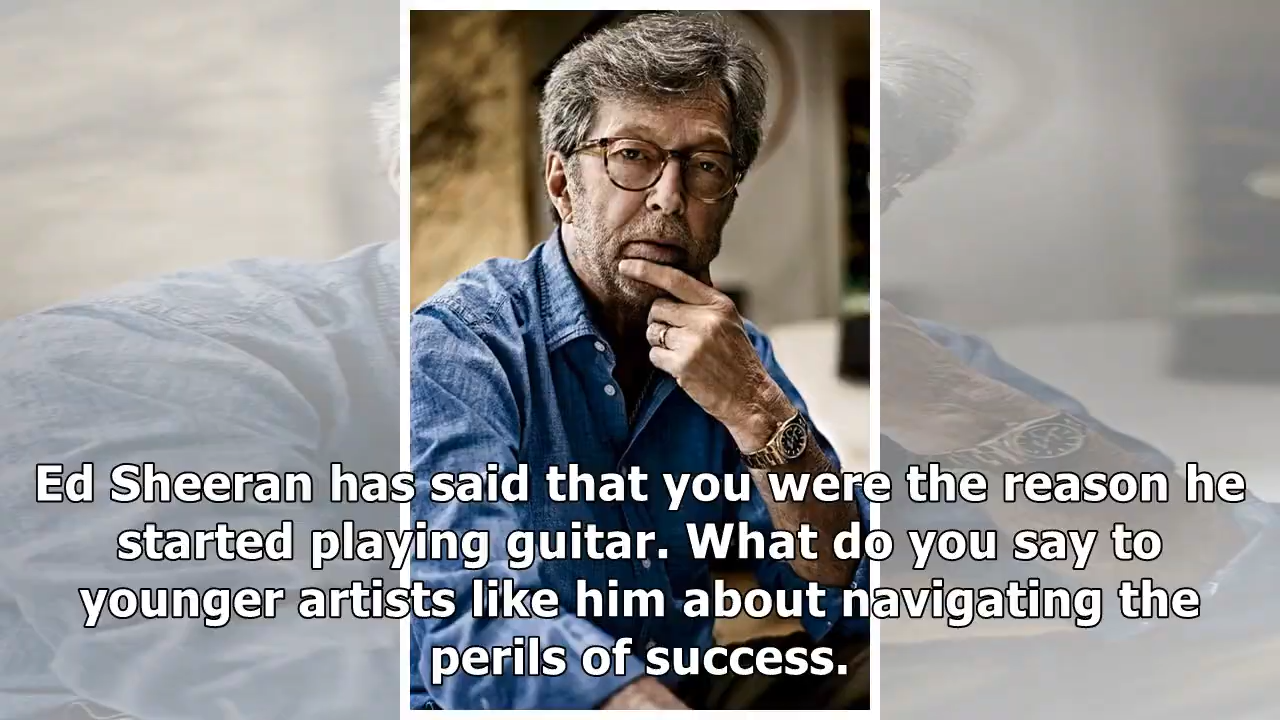 Ed Sheeran has said that you were the reason he
started playing guitar. What do you say to
younger artists like him about navigating the
perils of success.